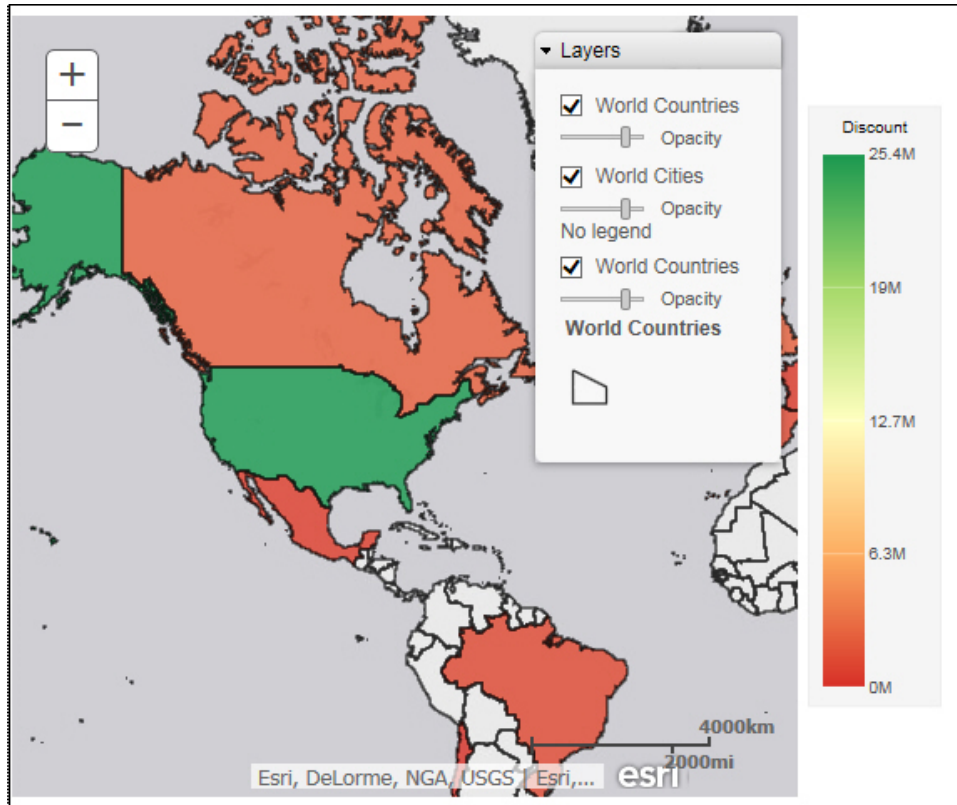 +
−
Layers
World Countries
Opacity
World Cities
Opacity
No legend
World Countries
Opacity
World Countries
Discount
25.4M
19M
12.7M
6.3M
0M
4000km
2000mi
Esri, DeLorme, NGA, USGS | Esri,...
esri